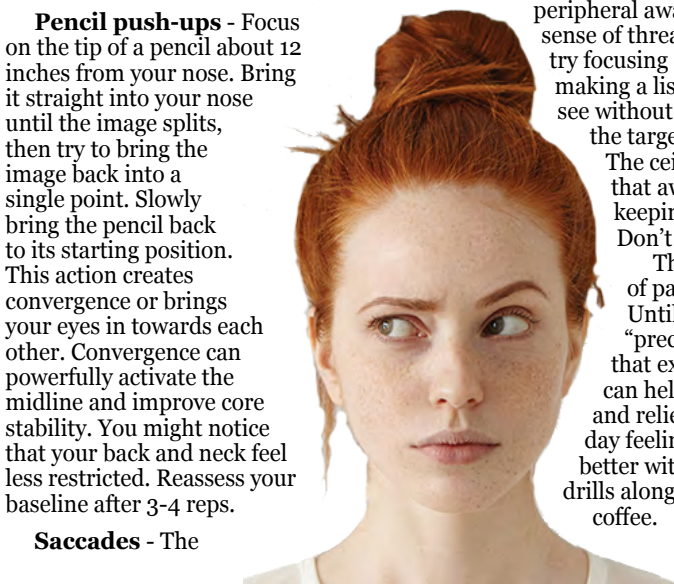 Pencil push-ups - Focus
on the tip of a pencil about 12
inches from your nose. Bring
it straight into your nose
until the image splits,
then try to bring the
image back into a
single point. Slowly
bring the pencil back
to its starting position.
This action creates
convergence or brings
your eyes in towards each
other. Convergence can
powerfully activate the
midline and improve core
stability. You might notice
that your back and neck feel
less restricted. Reassess your
baseline after 3-4 reps.
Saccades - The
peripheral awa
sense of threa
try focusing
making a lis
see without
the targe
The cei
that aw
keepin
Don’t
Th
of pa
Until
“prec
that ex
can hel
and relie
day feelin
better wit
drills along
coffee.